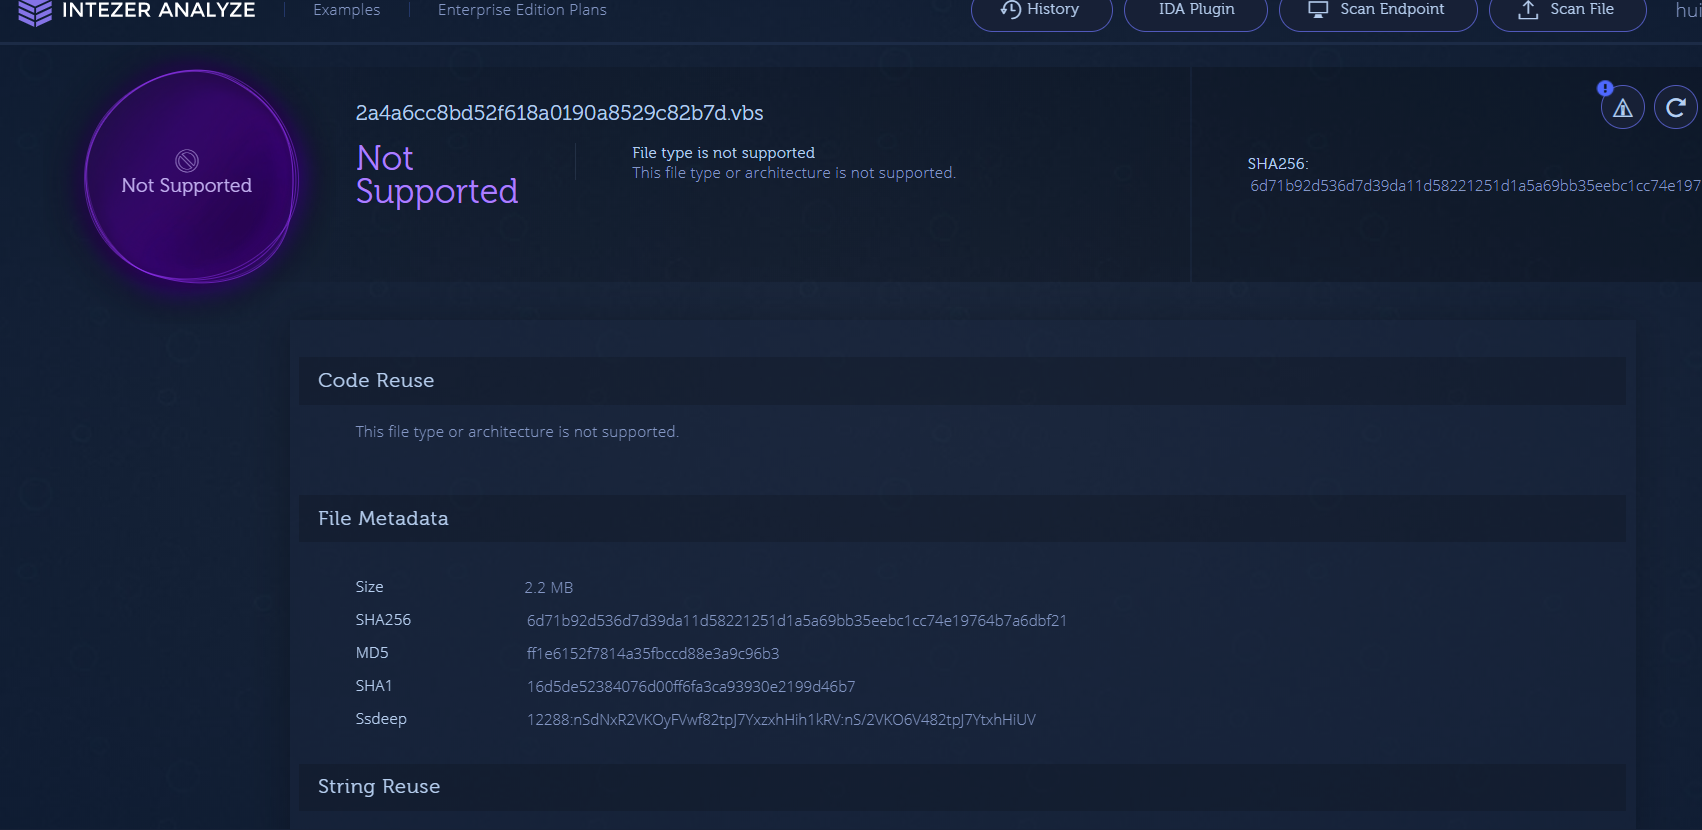 INTEZER ANALYZE
Examples
Enterprise Edition Plans
History
IDA Plugin
Scan Endpoint
Scan File
hui
Not Supported
2a4a6cc8bd52f618a0190a8529c82b7d.vbs
Not
Supported
File type is not supported
This file type or architecture is not supported.
SHA256:
6d71b92d536d7d39da11d58221251d1a5a69bb35eebc1cc74e197
Code Reuse
This file type or architecture is not supported.
File Metadata
Size 2.2 MB
SHA256 6d71b92d536d7d39da11d58221251d1a5a69bb35eebc1cc74e19764b7a6dbf21
MD5 ff1e6152f7814a35fbccd88e3a9c96b3
SHA1 16d5de52384076d00ff6fa3ca93930e2199d46b7
Ssdeep 12288:nSdNxR2VKOyFVwf82tpJ7YxzxhHih1kRV:nS/2VKO6V482tpJ7YtxhHiUV
String Reuse